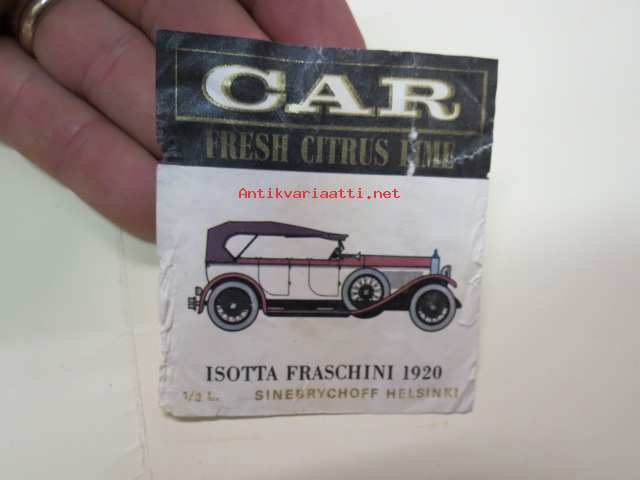 CAR
FRESH CITRUS LIME
Antikvariaatti.net
ISOTTA FRASCHINI 1920
1/2 L. SINEBRYCHOFF HELSINKI